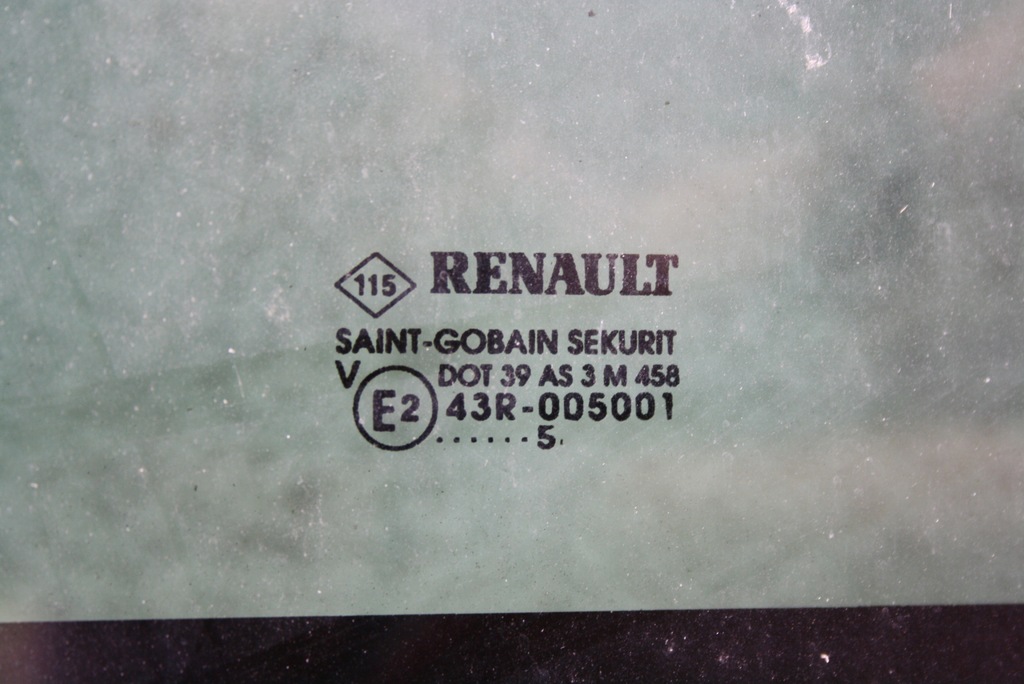 115 RENAULT
SAINT-GOBAIN SEKURIT
V DOT 39 AS 3 M 458
E2 43R-005001
.......5.